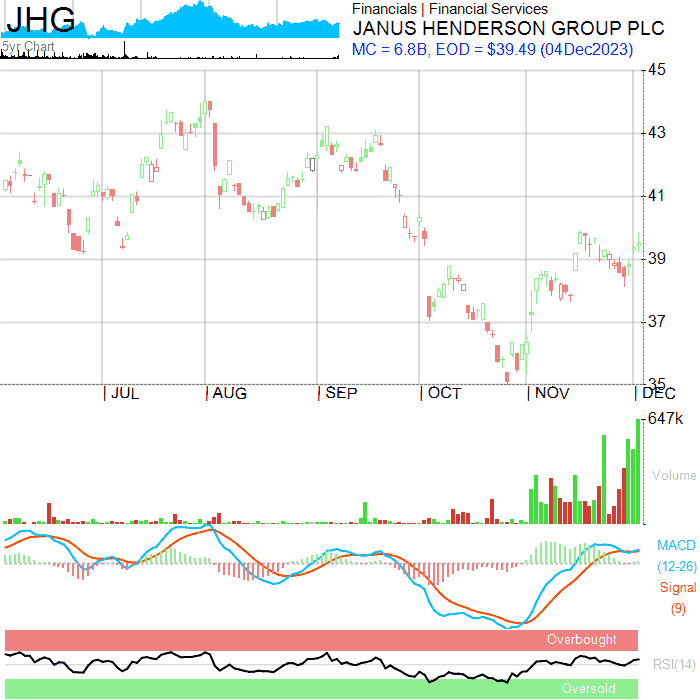 JHG
5yr Chart
Financials | Financial Services
JANUS HENDERSON GROUP PLC
MC = 6.8B, EOD = $39.49 (04Dec2023)
45
43
41
39
37
35
JUL
AUG
SEP
OCT
NOV
DEC
647k
Volume
MACD
(12-26)
Signal
(9)
Overbought
RSI(14)
Oversold